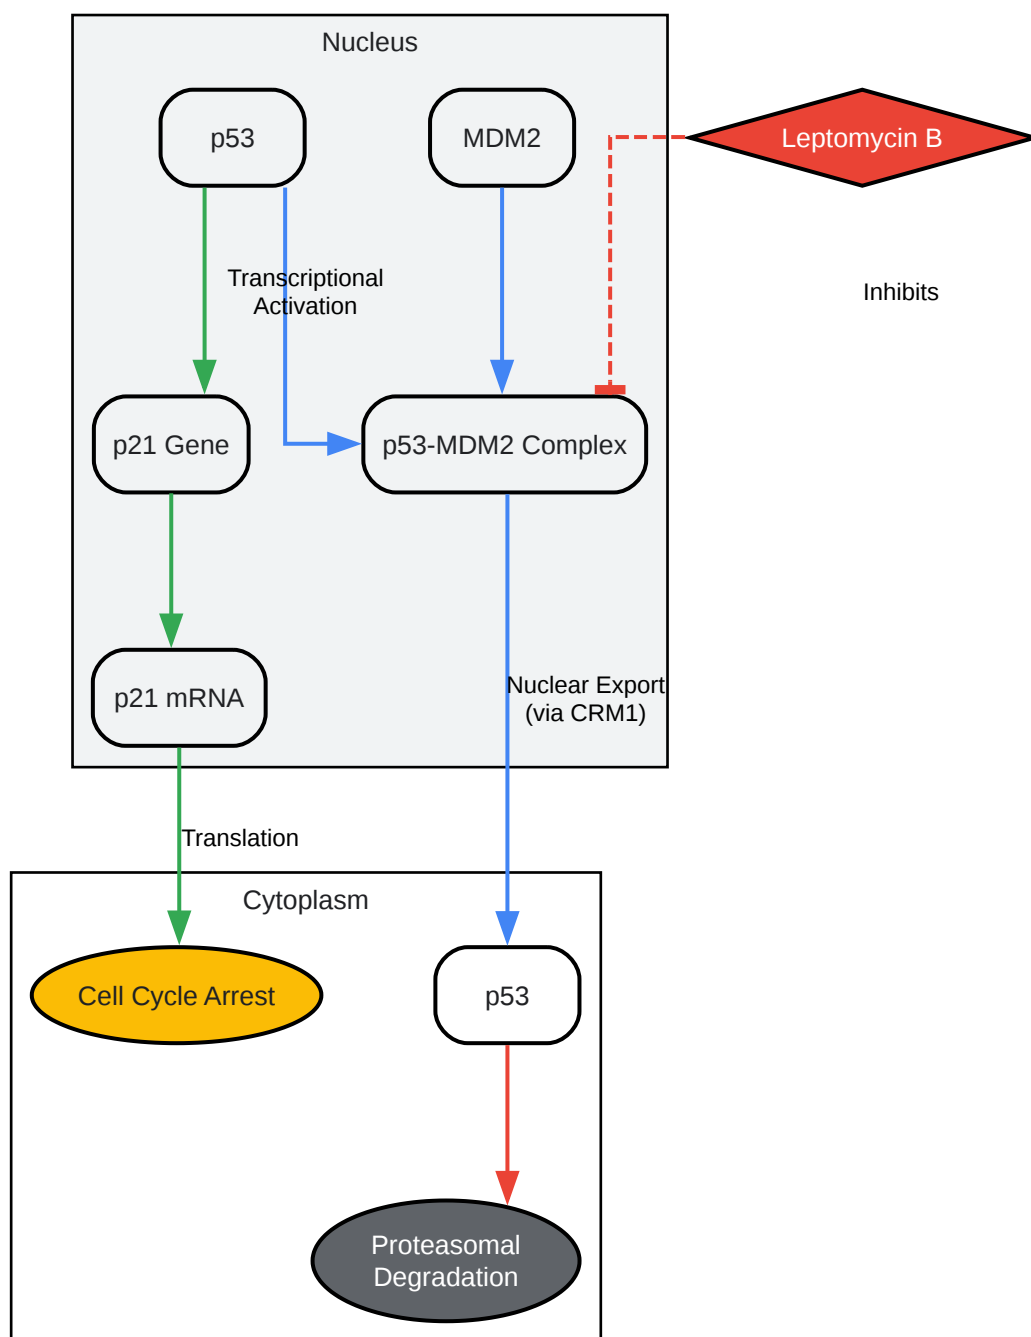 Nucleus
p53
MDM2
Leptomycin B
Transcriptional
Activation
Inhibits
p21 Gene
p53-MDM2 Complex
p21 mRNA
Nuclear Export
(via CRM1)
Translation
Cytoplasm
Cell Cycle Arrest
p53
Proteasomal
Degradation